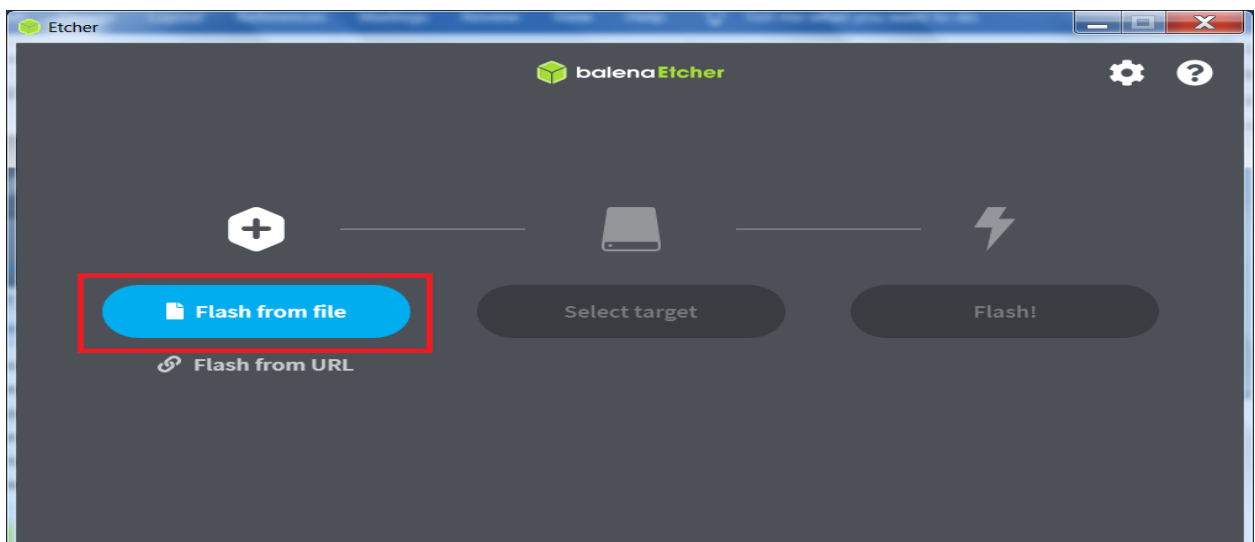 Etcher
balenaEtcher
Flash from file
Select target
Flash!
Flash from URL